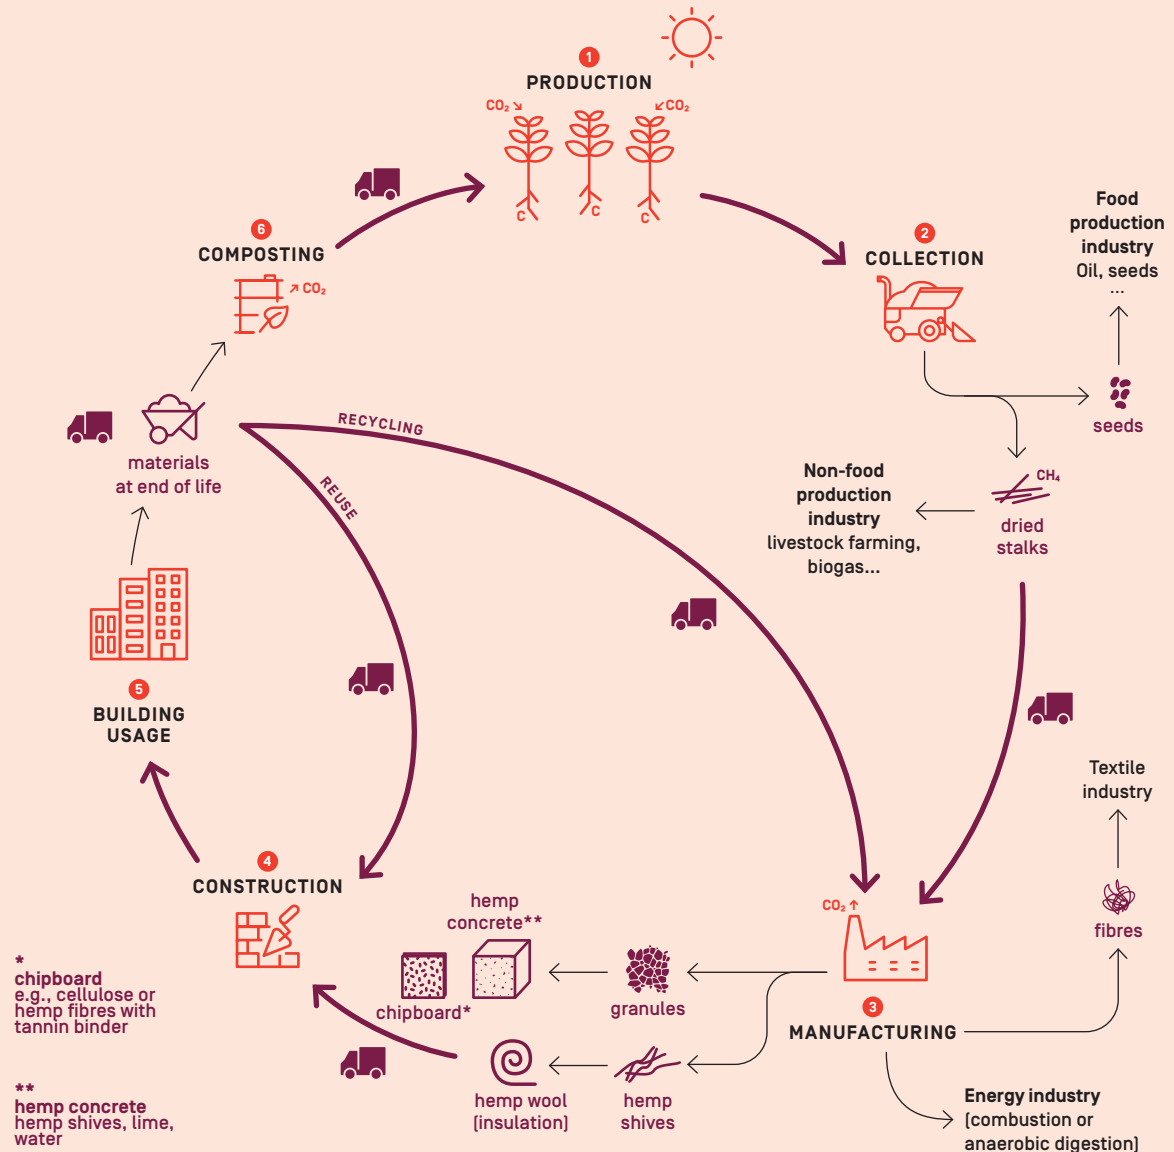 1
PRODUCTION
CO₂ ↘
↙ CO₂
C
C
C
6
COMPOSTING
↗ CO₂
2
COLLECTION
Food
production
industry
Oil, seeds
...
seeds
CH₄
dried
stalks
Non-food
production
industry
livestock farming,
biogas...
materials
at end of life
RECYCLING
REUSE
5
BUILDING
USAGE
Textile
industry
fibres
4
CONSTRUCTION
hemp
concrete**
chipboard*
granules
CO₂ ↑
3
MANUFACTURING
hemp wool
(insulation)
hemp
shives
Energy industry
(combustion or
anaerobic digestion)
*
chipboard
e.g., cellulose or
hemp fibres with
tannin binder
**
hemp concrete
hemp shives, lime,
water